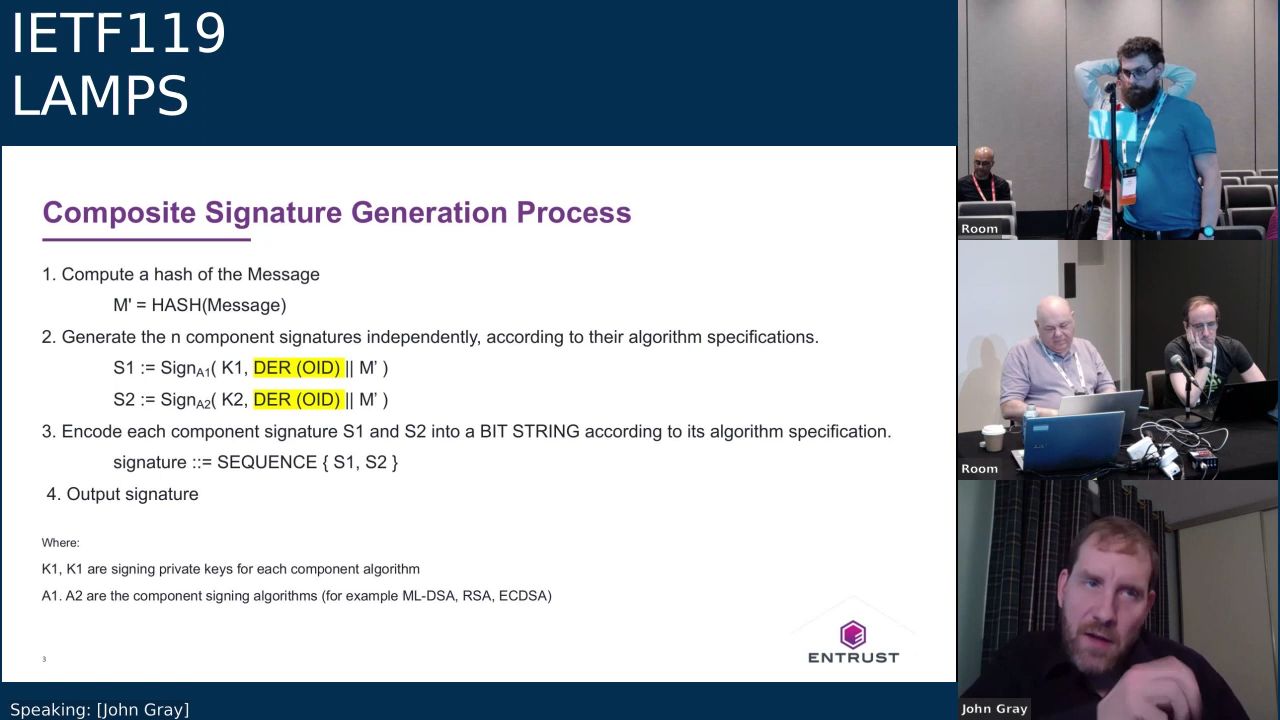 IETF119
LAMPS
Composite Signature Generation Process
1. Compute a hash of the Message
M' = HASH(Message)
2. Generate the n component signatures independently, according to their algorithm specifications.
S1 := SignA1( K1, DER (OID) || M’ )
S2 := SignA2( K2, DER (OID) || M’ )
3. Encode each component signature S1 and S2 into a BIT STRING according to its algorithm specification.
signature ::= SEQUENCE { S1, S2 }
4. Output signature
Where:
K1, K1 are signing private keys for each component algorithm
A1. A2 are the component signing algorithms (for example ML-DSA, RSA, ECDSA)
3
ENTRUST
Speaking: [John Gray]
Room
Room
John Gray